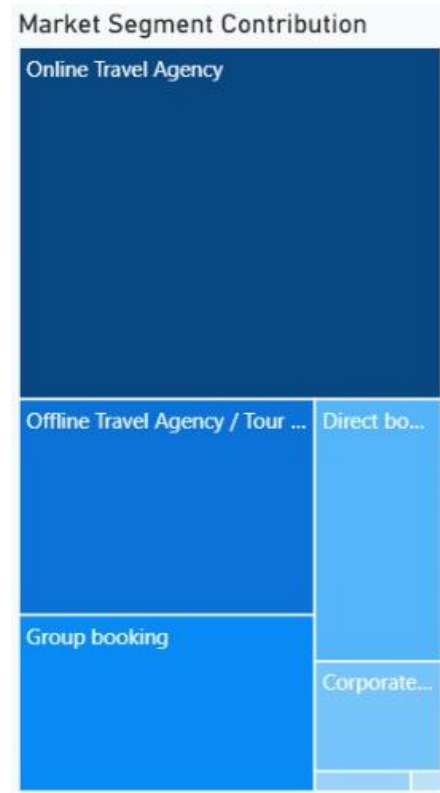 Market Segment Contribution
Online Travel Agency
Offline Travel Agency / Tour ...
Direct bo...
Group booking
Corporate...